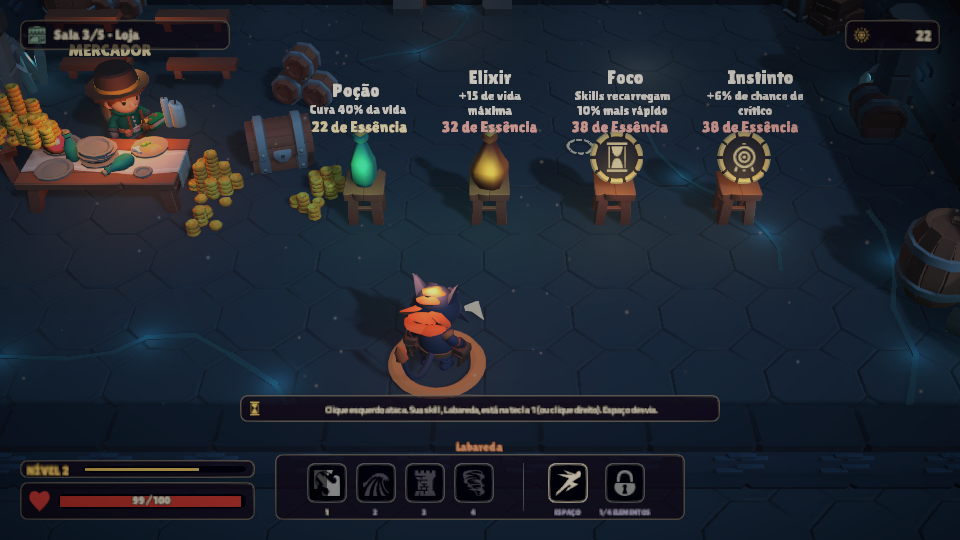 Sala 3/5 - Loja
22
MERCADOR
Poção
Cura 40% da vida
22 de Essência
Elixir
+15 de vida
máxima
32 de Essência
Foco
Skills recarregam
10% mais rápido
38 de Essência
Instinto
+6% de chance de
crítico
38 de Essência
Clique esquerdo ataca. Sua skill, Labareda, está na tecla 1 (ou clique direito). Espaço desvia.
Labareda
NÍVEL 2
99/100
1
2
3
4
ESPAÇO
1/4 ELEMENTOS